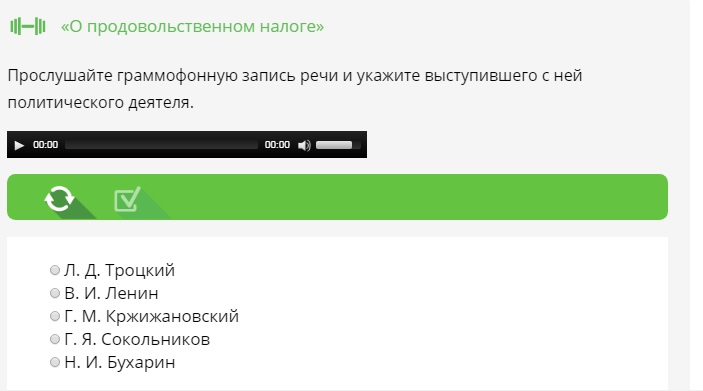 «О продовольственном налоге»
Прослушайте граммофонную запись речи и укажите выступившего с ней
политического деятеля.
00:00 00:00
Л. Д. Троцкий
В. И. Ленин
Г. М. Кржижановский
Г. Я. Сокольников
Н. И. Бухарин